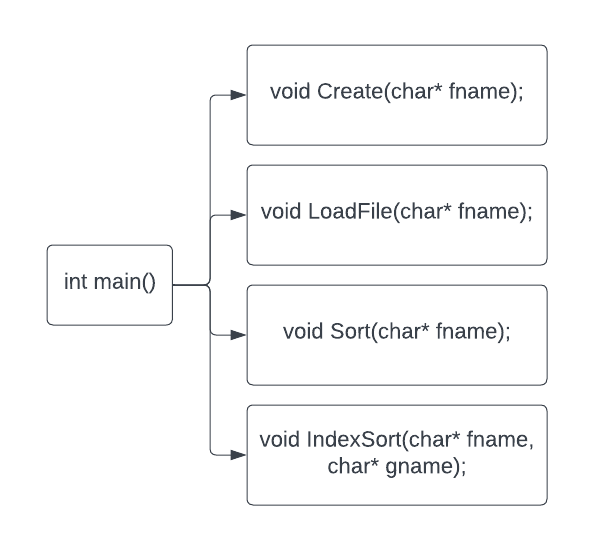 void Create(char* fname);
void LoadFile(char* fname);
int main()
void Sort(char* fname);
void IndexSort(char* fname,
char* gname);